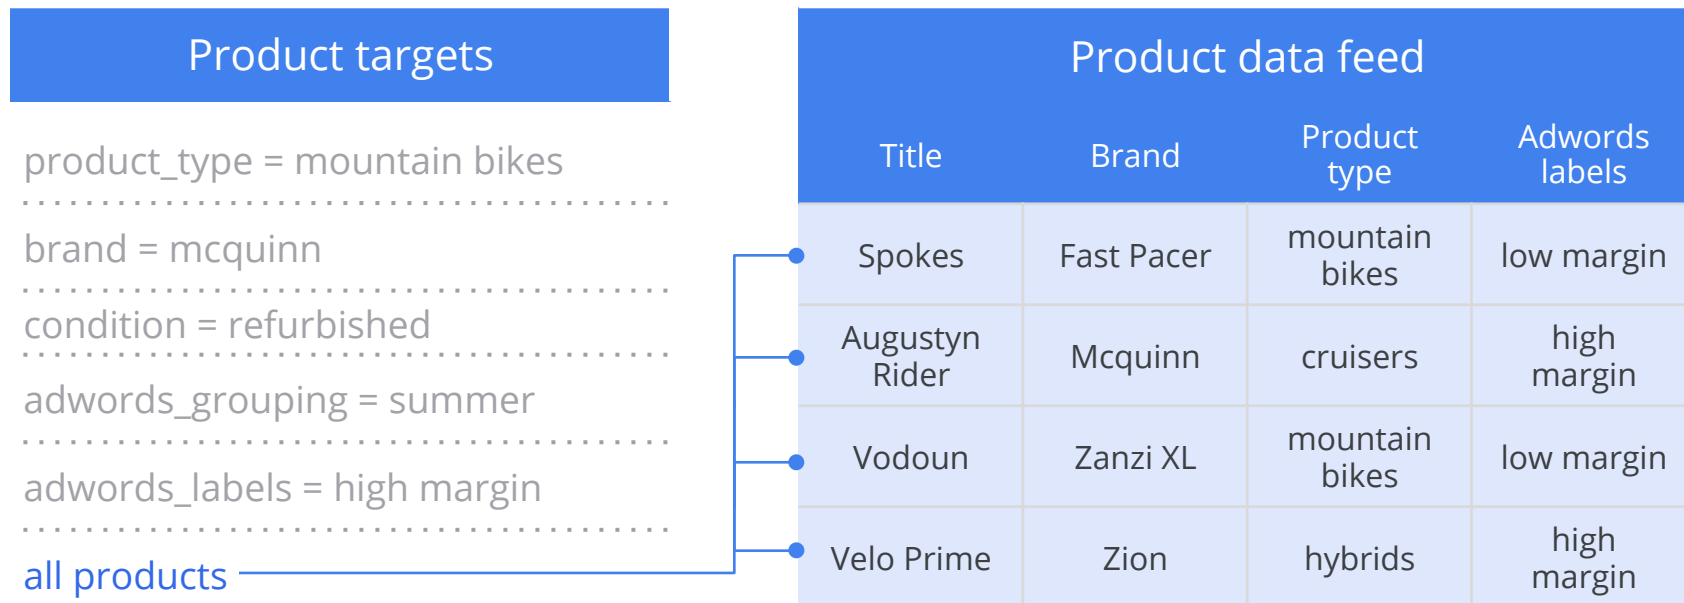 Product targets
product_type = mountain bikes
brand = mcquinn
condition = refurbished
adwords_grouping = summer
adwords_labels = high margin
all products
Product data feed
Title Brand Product type Adwords labels
Spokes Fast Pacer mountain bikes low margin
Augustyn Rider Mcquinn cruisers high margin
Vodoun Zanzi XL mountain bikes low margin
Velo Prime Zion hybrids high margin